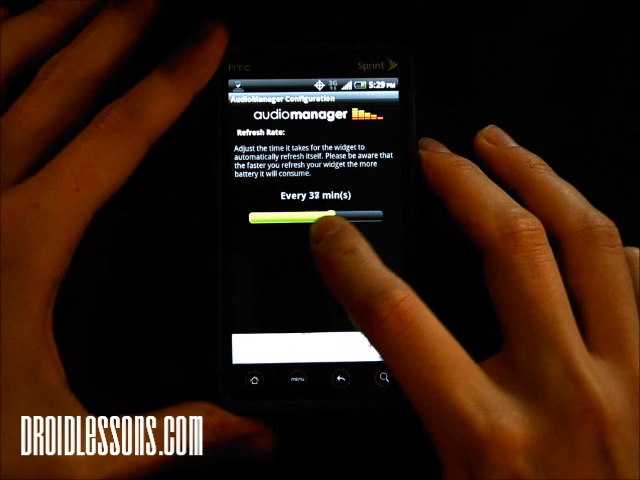 hTC
Sprint
3G
5:29 PM
AudioManager Configuration
audiomanager
Refresh Rate:
Adjust the time it takes for the widget to
automatically refresh itself. Please be aware that
the faster you refresh your widget the more
battery it will consume.
min(s)
Every
menu
DROIDLESSONS.COM